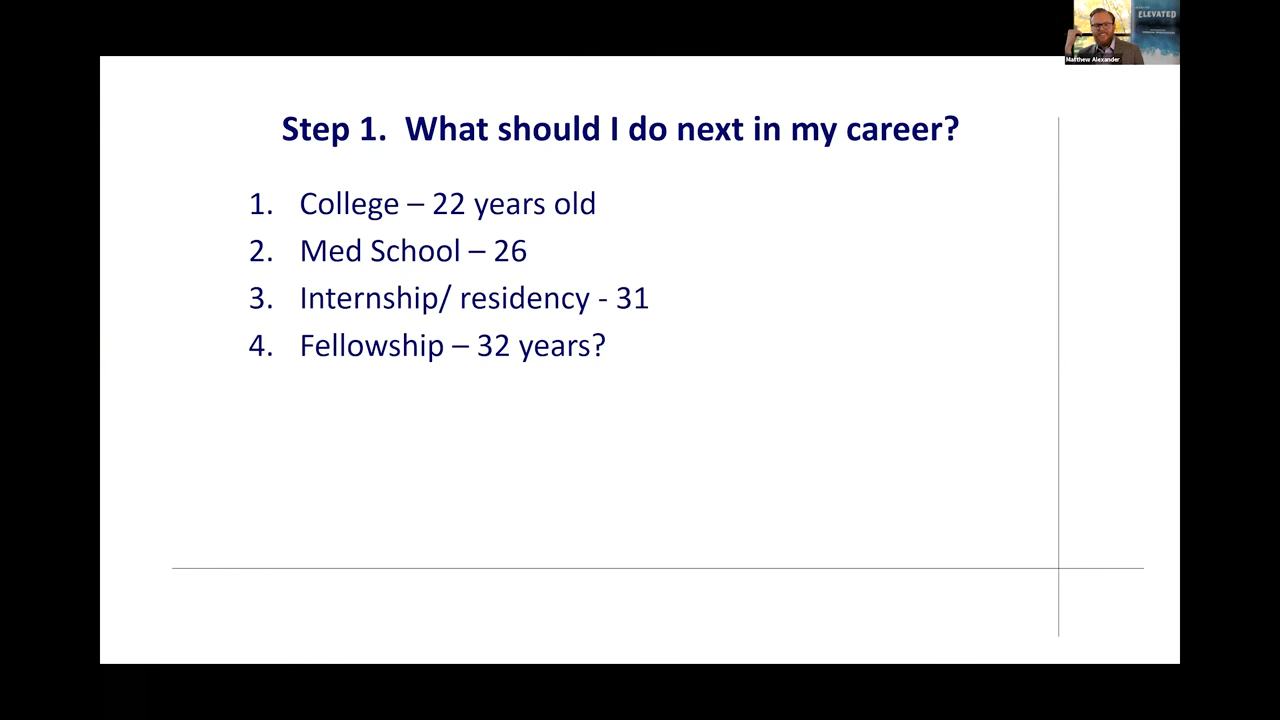 ELEVATED
Matthew Alexander
Step 1.  What should I do next in my career?
1. College – 22 years old
2. Med School – 26
3. Internship/ residency - 31
4. Fellowship – 32 years?